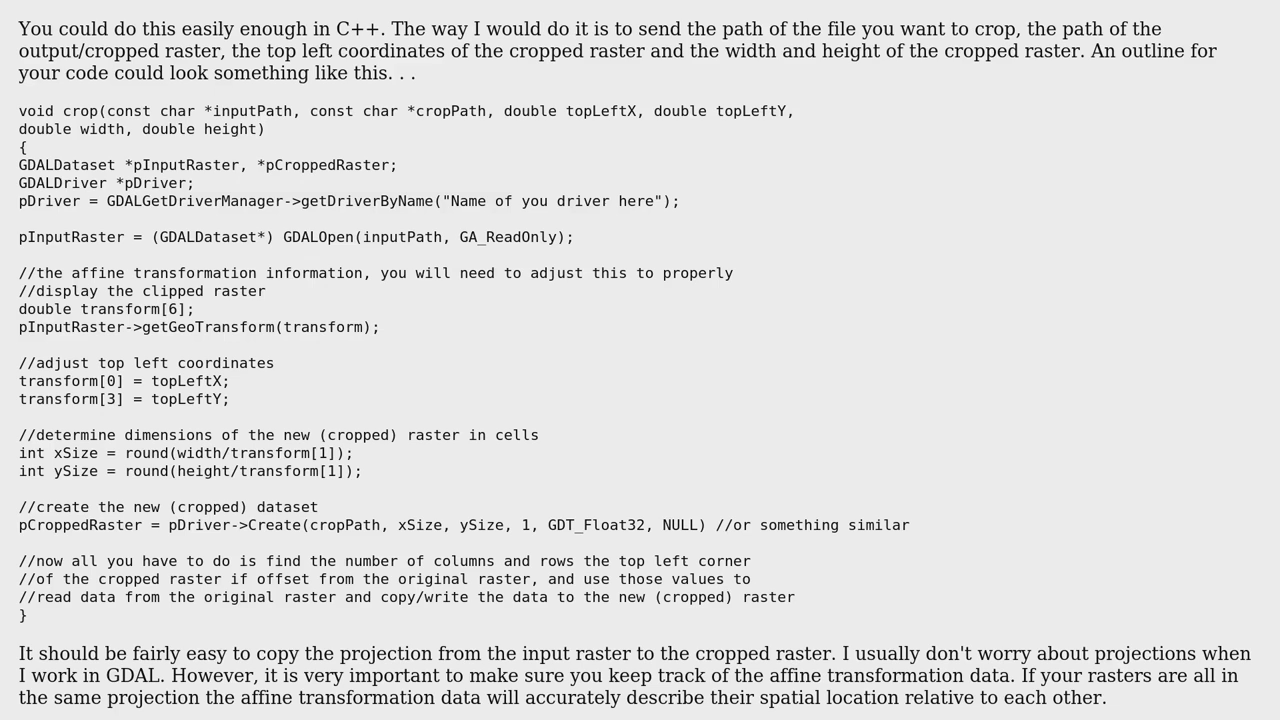 You could do this easily enough in C++. The way I would do it is to send the path of the file you want to crop, the path of the
output/cropped raster, the top left coordinates of the cropped raster and the width and height of the cropped raster. An outline for
your code could look something like this. . .
void crop(const char *inputPath, const char *cropPath, double topLeftX, double topLeftY,
double width, double height)
{
GDALDataset *pInputRaster, *pCroppedRaster;
GDALDriver *pDriver;
pDriver = GDALGetDriverManager->getDriverByName("Name of you driver here");
pInputRaster = (GDALDataset*) GDALOpen(inputPath, GA_ReadOnly);
//the affine transformation information, you will need to adjust this to properly
//display the clipped raster
double transform[6];
pInputRaster->getGeoTransform(transform);
//adjust top left coordinates
transform[0] = topLeftX;
transform[3] = topLeftY;
//determine dimensions of the new (cropped) raster in cells
int xSize = round(width/transform[1]);
int ySize = round(height/transform[1]);
//create the new (cropped) dataset
pCroppedRaster = pDriver->Create(cropPath, xSize, ySize, 1, GDT_Float32, NULL) //or something similar
//now all you have to do is find the number of columns and rows the top left corner
//of the cropped raster if offset from the original raster, and use those values to
//read data from the original raster and copy/write the data to the new (cropped) raster
}
It should be fairly easy to copy the projection from the input raster to the cropped raster. I usually don't worry about projections when
I work in GDAL. However, it is very important to make sure you keep track of the affine transformation data. If your rasters are all in
the same projection the affine transformation data will accurately describe their spatial location relative to each other.